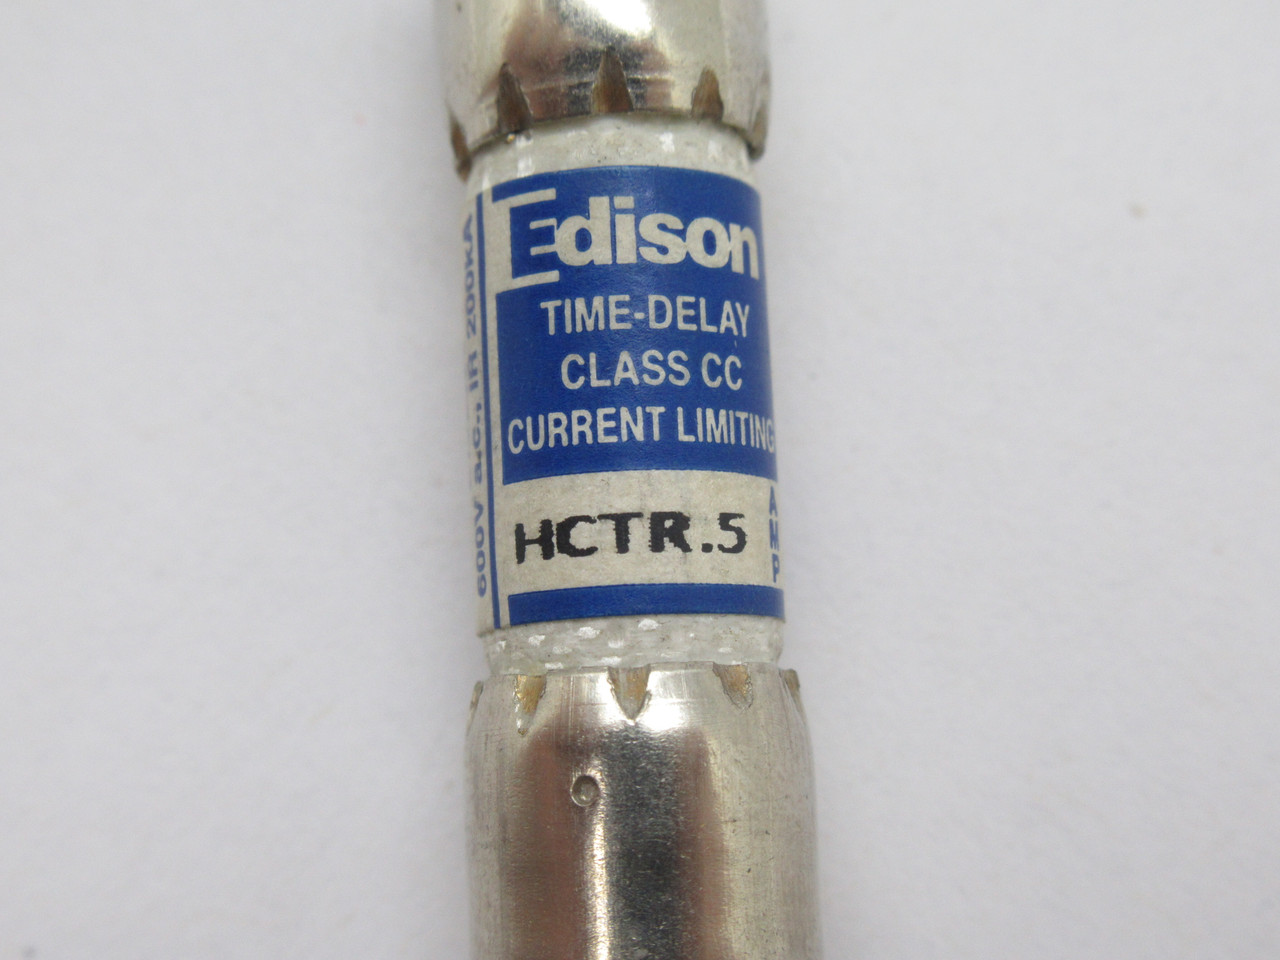 Edison
TIME-DELAY
CLASS CC
CURRENT LIMITING
HCTR.5
AMP
600V a.c., IR 200kA